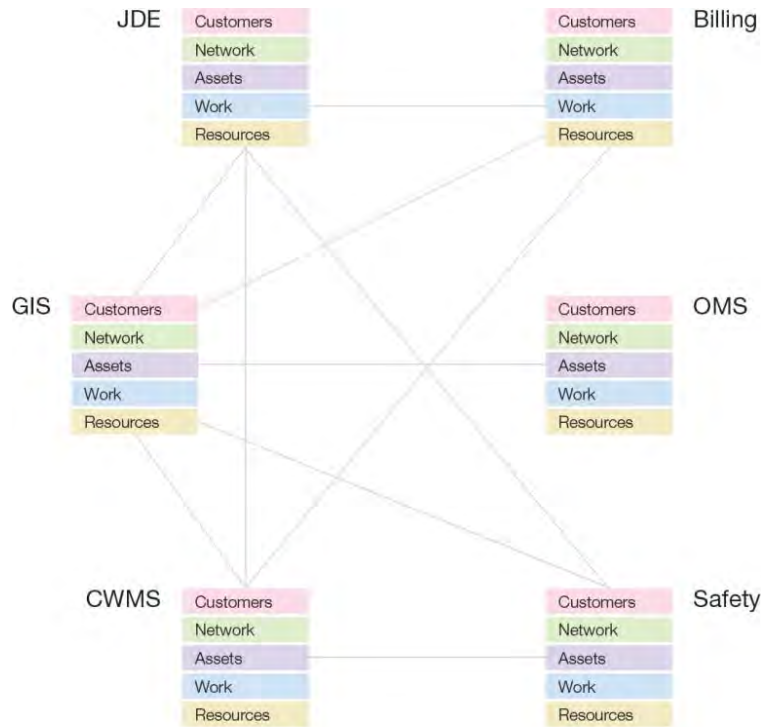 JDE
Customers
Network
Assets
Work
Resources
Billing
Customers
Network
Assets
Work
Resources
GIS
Customers
Network
Assets
Work
Resources
OMS
Customers
Network
Assets
Work
Resources
CWMS
Customers
Network
Assets
Work
Resources
Safety
Customers
Network
Assets
Work
Resources